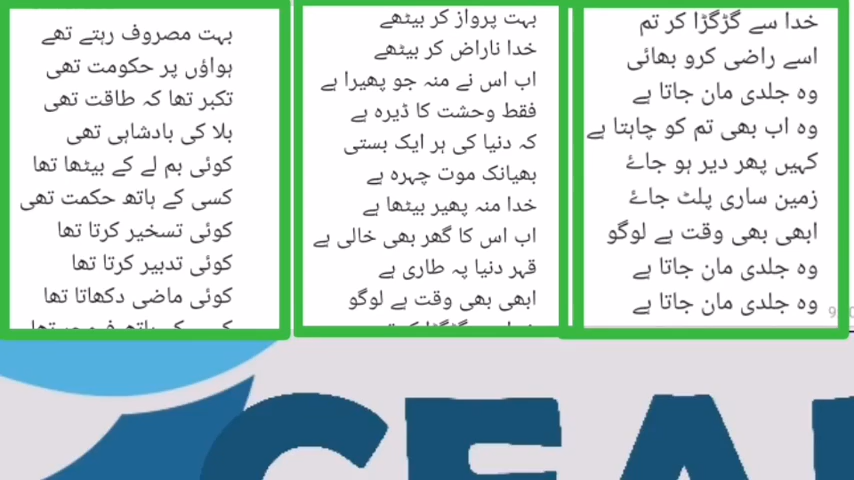 بہت مصروف رہتے تھے
ہواؤں پر حکومت تھی
تکبر تھا کہ طاقت تھی
بلا کی بادشاہی تھی
کوئی بم لے کے بیٹھا تھا
کسی کے ہاتھ حکمت تھی
کوئی تسخیر کرتا تھا
کوئی تدبیر کرتا تھا
کوئی ماضی دکھاتا تھا
بہت پرواز کر بیٹھے
خدا ناراض کر بیٹھے
اب اس نے منہ جو پھیرا ہے
فقط وحشت کا ڈیرہ ہے
کہ دنیا کی ہر ایک بستی
بھیانک موت چہرہ ہے
خدا منہ پھیر بیٹھا ہے
اب اس کا گھر بھی خالی ہے
قہر دنیا پہ طاری ہے
ابھی بھی وقت ہے لوگو
خدا سے گڑگڑا کر تم
اسے راضی کرو بھائی
وہ جلدی مان جاتا ہے
وہ اب بھی تم کو چاہتا ہے
کہیں پھر دیر ہو جاۓ
زمین ساری پلٹ جاۓ
ابھی بھی وقت ہے لوگو
وہ جلدی مان جاتا ہے
وہ جلدی مان جاتا ہے